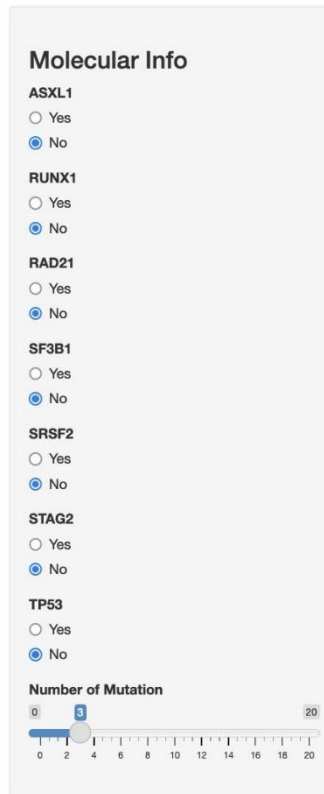 Molecular Info
ASXL1
Yes
No
RUNX1
Yes
No
RAD21
Yes
No
SF3B1
Yes
No
SRSF2
Yes
No
STAG2
Yes
No
TP53
Yes
No
Number of Mutation
0 3 20
0 2 4 6 8 10 12 14 16 18 20